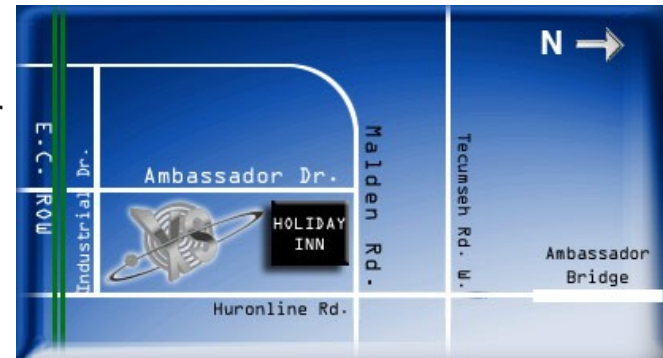 N
E.C. ROW
Industrial Dr.
Ambassador Dr.
Malden Rd.
Tecumseh Rd. W.
HOLIDAY
INN
Ambassador
Bridge
Huronline Rd.